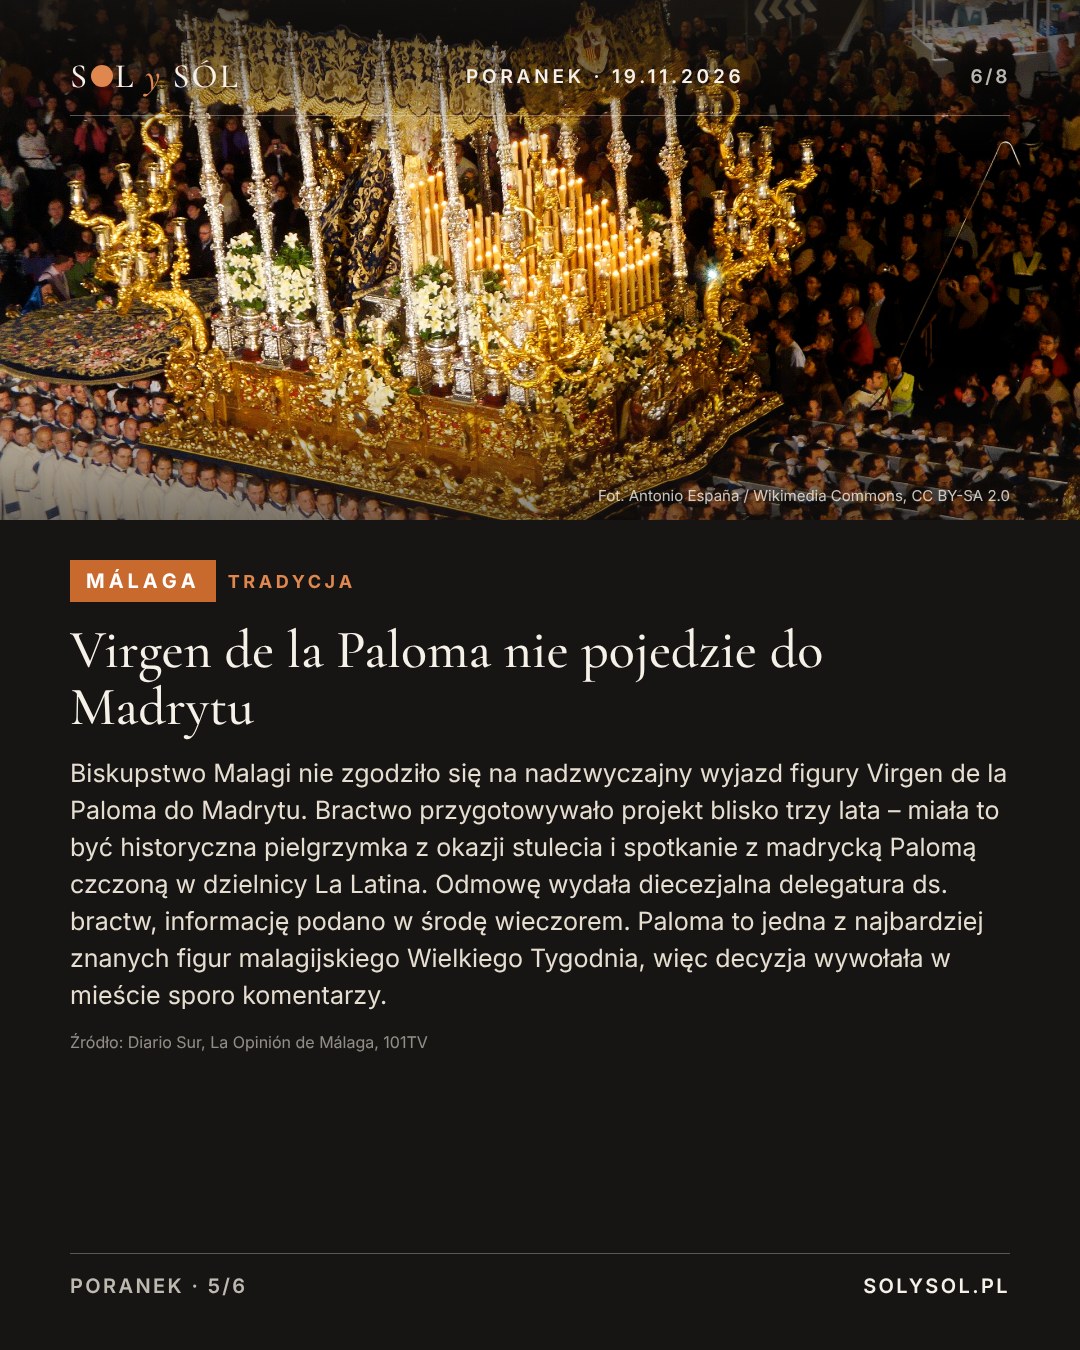 SOL y SÓL
PORANEK · 19.11.2026
6/8
Fot. Antonio España / Wikimedia Commons, CC BY-SA 2.0
MÁLAGA TRADYCJA
Virgen de la Paloma nie pojedzie do
Madrytu
Biskupstwo Malagi nie zgodziło się na nadzwyczajny wyjazd figury Virgen de la
Paloma do Madrytu. Bractwo przygotowywało projekt blisko trzy lata – miała to
być historyczna pielgrzymka z okazji stulecia i spotkanie z madrycką Palomą
czczoną w dzielnicy La Latina. Odmowę wydała diecezjalna delegatura ds.
bractw, informację podano w środę wieczorem. Paloma to jedna z najbardziej
znanych figur malagijskiego Wielkiego Tygodnia, więc decyzja wywołała w
mieście sporo komentarzy.
Źródło: Diario Sur, La Opinión de Málaga, 101TV
PORANEK · 5/6
SOLYSOL.PL